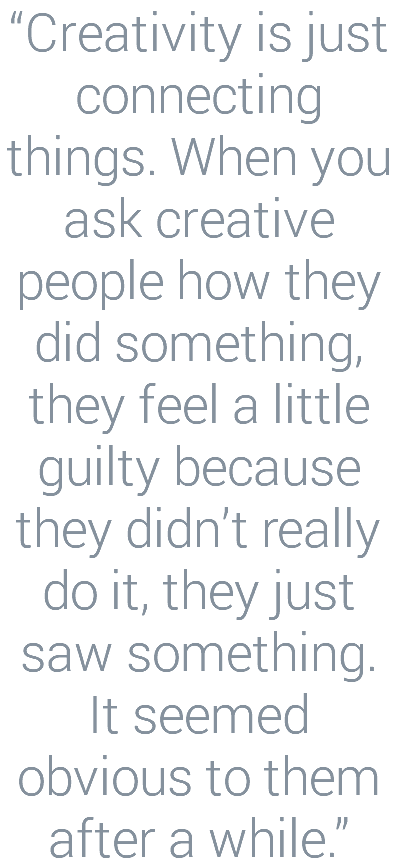 “Creativity is just
connecting
things. When you
ask creative
people how they
did something,
they feel a little
guilty because
they didn’t really
do it, they just
saw something.
It seemed
obvious to them
after a while.”